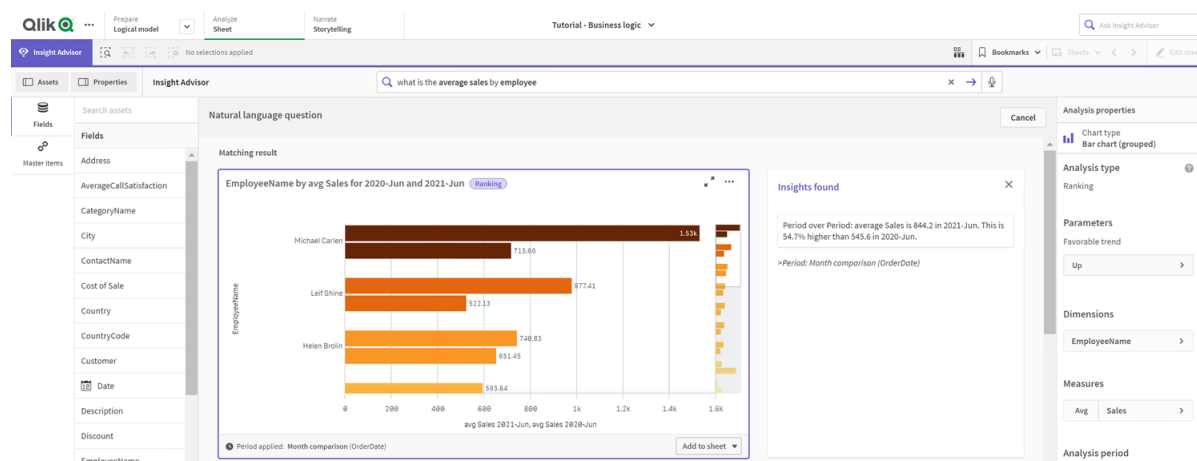 Qlik
Prepare
Logical model
Analyze
Sheet
Narrate
Storytelling
Tutorial - Business logic
Ask Insight Advisor
Insight Advisor
No selections applied
Bookmarks
Sheets
Edit
Assets
Properties
Insight Advisor
what is the average sales by employee
Fields
Master items
Search assets
Fields
Address
AverageCallSatisfaction
CategoryName
City
ContactName
Cost of Sale
Country
CountryCode
Customer
Date
Description
Discount
EmployeeName
Natural language question
Cancel
Matching result
EmployeeName by avg Sales for 2020-Jun and 2021-Jun
Ranking
EmployeeName
Michael Carlen
1.53k
715.66
Leif Shine
977.41
522.13
Helen Brolin
740.83
651.45
593.64
0 200 400 600 800 1k 1.2k 1.4k 1.6k
avg Sales 2021-Jun, avg Sales 2020-Jun
Period applied: Month comparison (OrderDate)
Add to sheet
Insights found
Period over Period: average Sales is 844.2 in 2021-Jun. This is
54.7% higher than 545.6 in 2020-Jun.
>Period: Month comparison (OrderDate)
Analysis properties
Chart type
Bar chart (grouped)
Analysis type
Ranking
Parameters
Favorable trend
Up
Dimensions
EmployeeName
Measures
Avg Sales
Analysis period